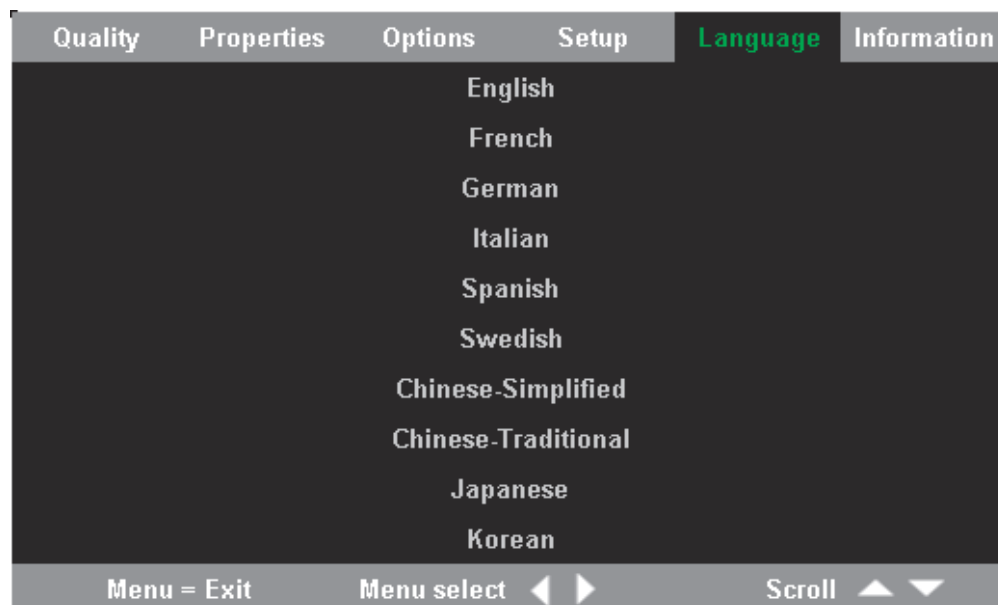 Quality Properties Options Setup Language Information
English
French
German
Italian
Spanish
Swedish
Chinese-Simplified
Chinese-Traditional
Japanese
Korean
Menu = Exit Menu select Scroll